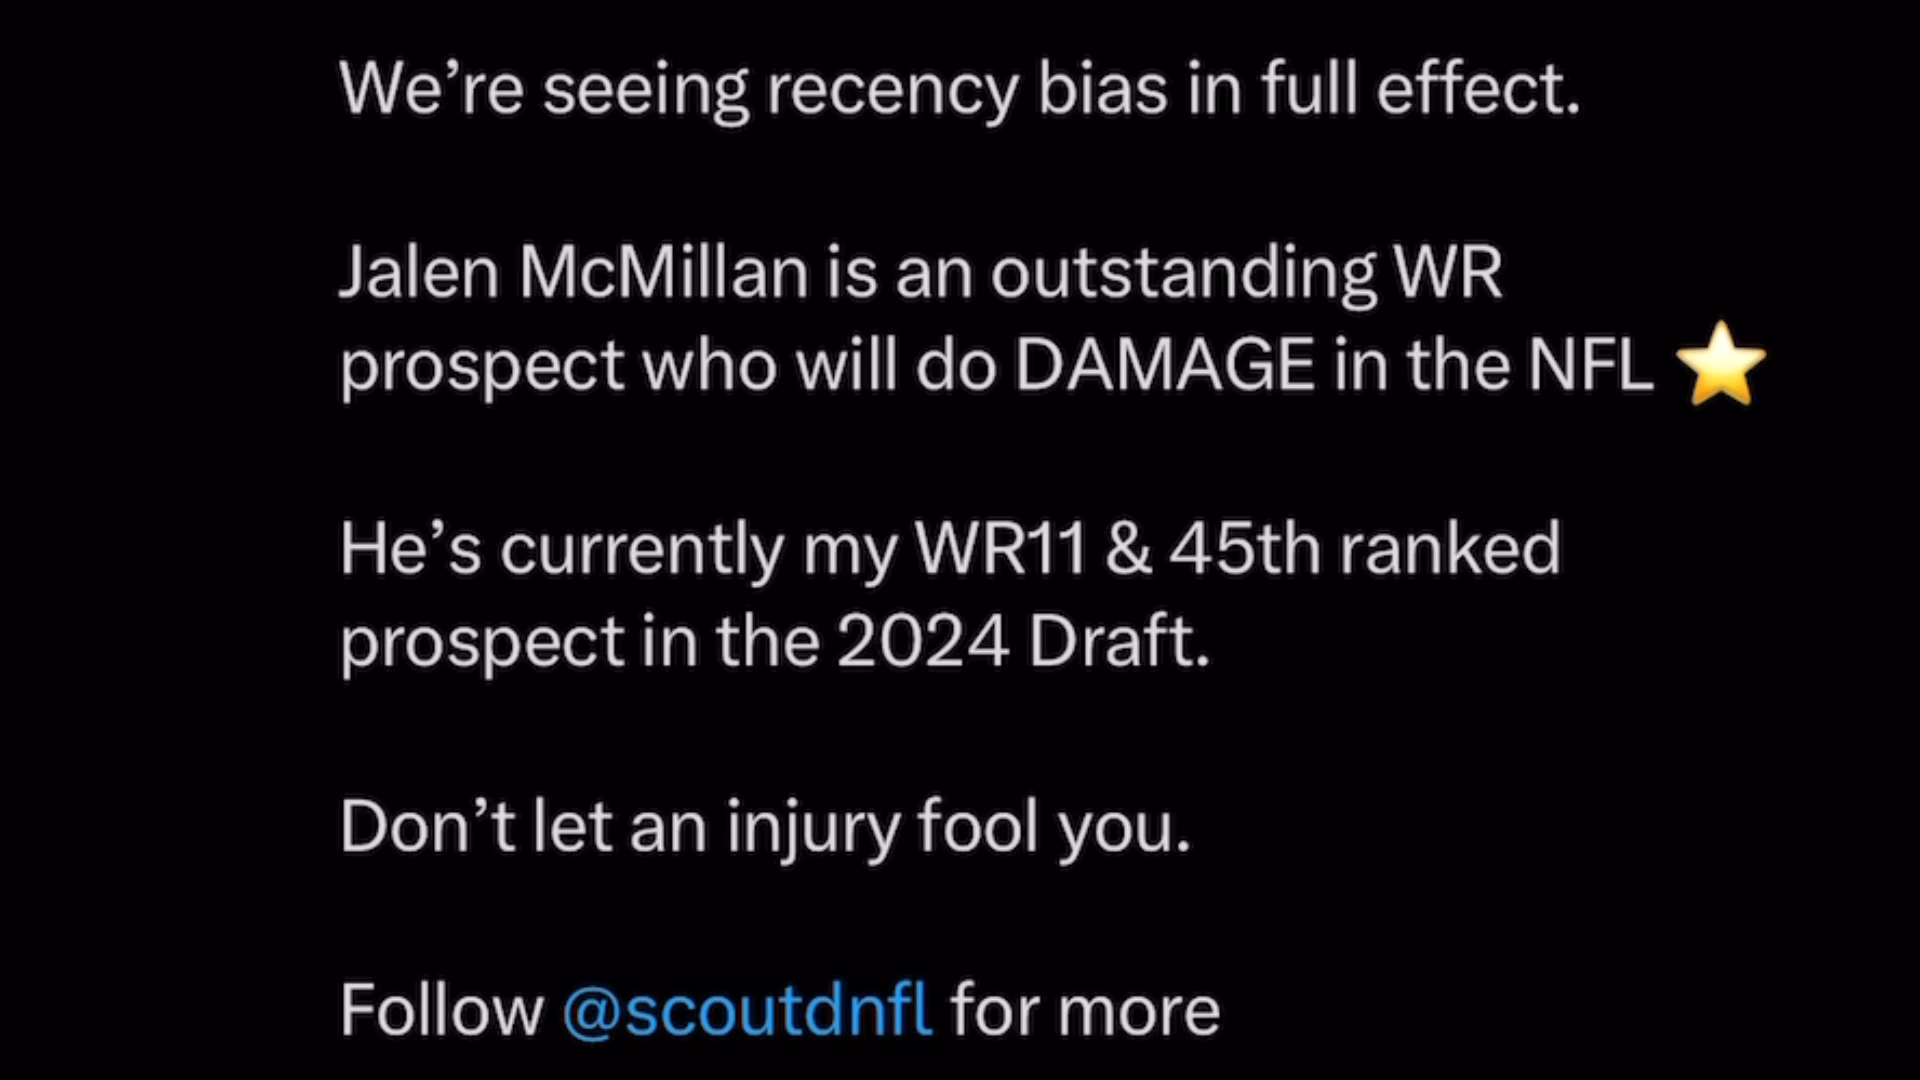 We’re seeing recency bias in full effect.
Jalen McMillan is an outstanding WR
prospect who will do DAMAGE in the NFL ⭐
He’s currently my WR11 & 45th ranked
prospect in the 2024 Draft.
Don’t let an injury fool you.
Follow @scoutdnfl for more